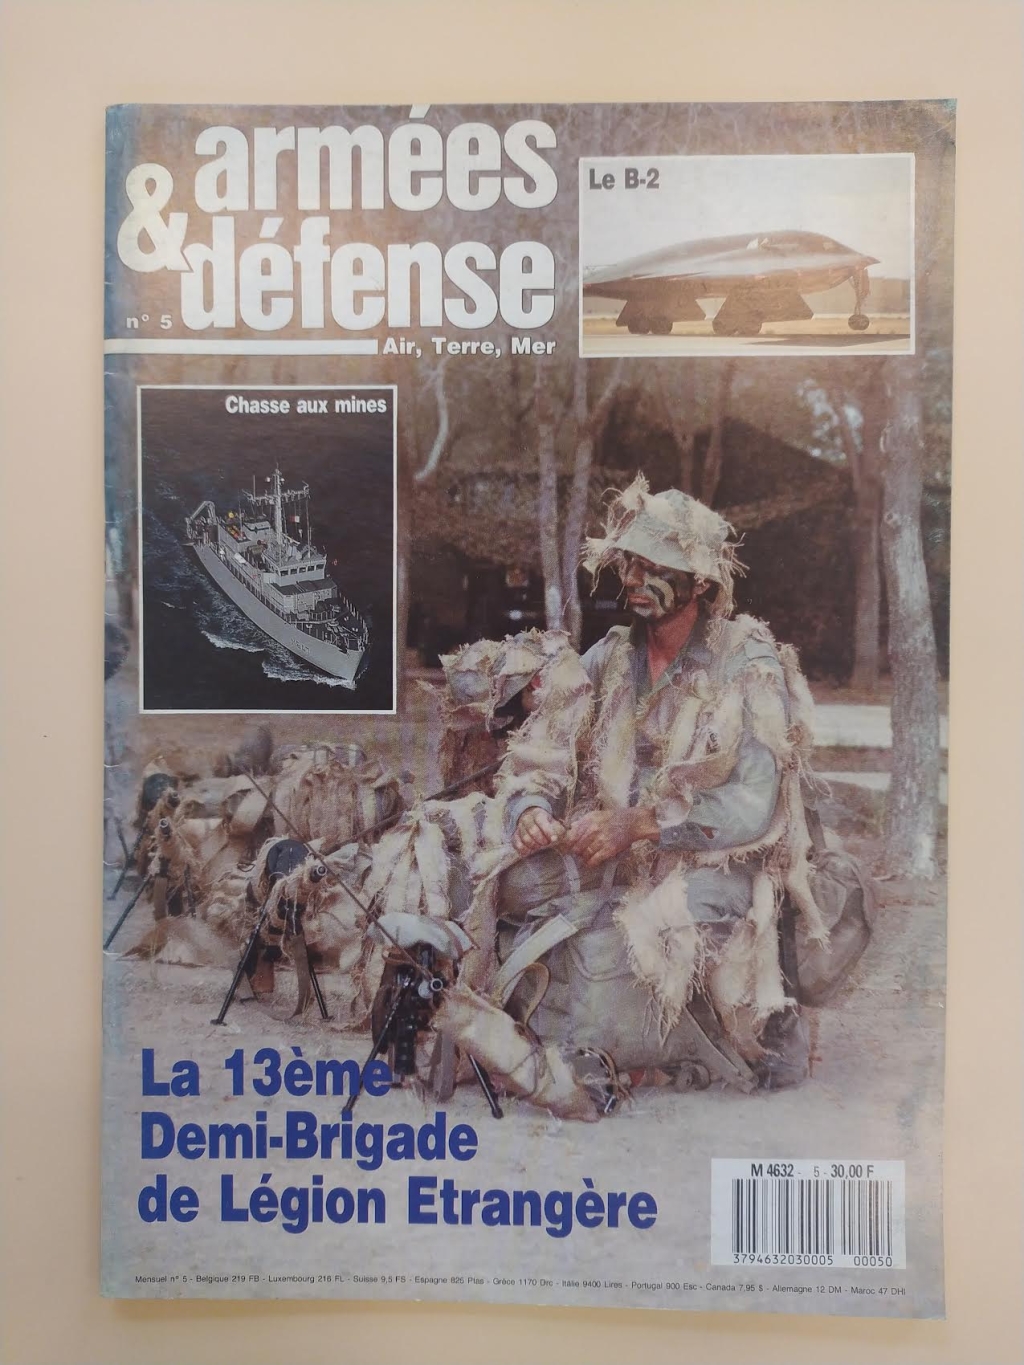 armées
& défense
n° 5
Air, Terre, Mer
Le B-2
Chasse aux mines
La 13ème
Demi-Brigade
de Légion Etrangère
M 4632 - 5 - 30,00 F
3794632030005 00050
Mensuel n° 5 - Belgique 219 FB - Luxembourg 216 FL - Suisse 9,5 FS - Espagne 825 Ptas - Grèce 1170 Drc - Italie 9400 Lires - Portugal 900 Esc - Canada 7,95 $ - Allemagne 12 DM - Maroc 47 DHI